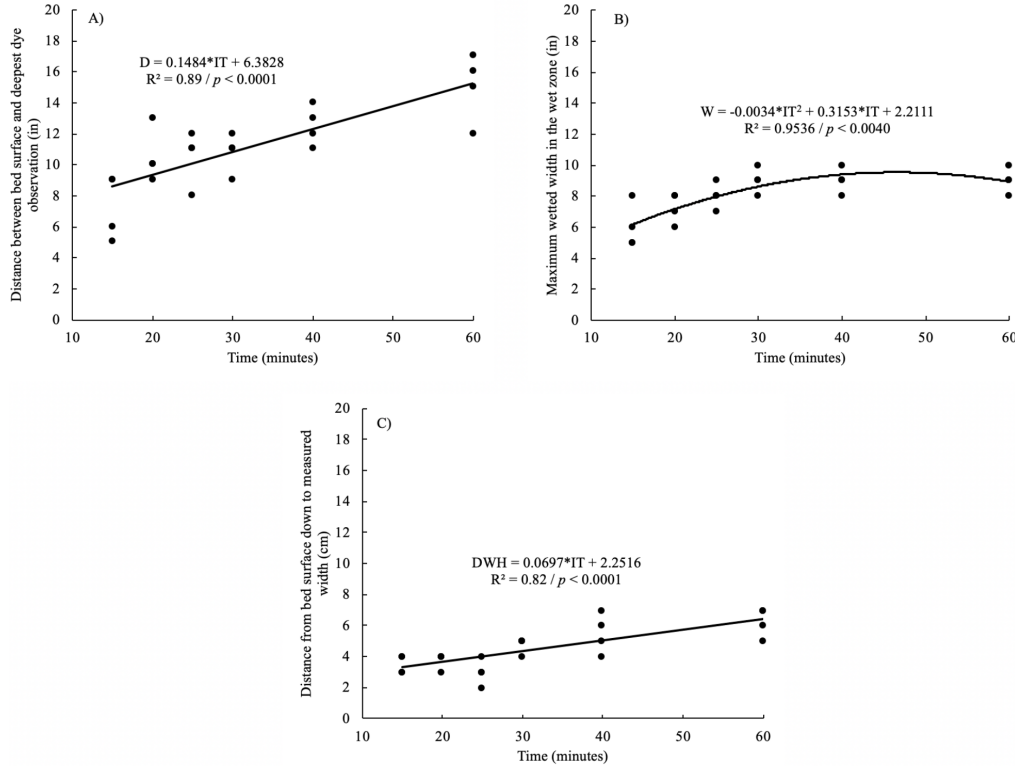 A)
D = 0.1484*IT + 6.3828
R² = 0.89 / p < 0.0001
Distance between bed surface and deepest dye
observation (in)
20
18
16
14
12
10
8
6
4
2
0
10 20 30 40 50 60
Time (minutes)
B)
W = -0.0034*IT² + 0.3153*IT + 2.2111
R² = 0.9536 / p < 0.0040
Maximum wetted width in the wet zone (in)
20
18
16
14
12
10
8
6
4
2
0
10 20 30 40 50 60
Time (minutes)
C)
DWH = 0.0697*IT + 2.2516
R² = 0.82 / p < 0.0001
Distance from bed surface down to measured
width (cm)
20
18
16
14
12
10
8
6
4
2
0
10 20 30 40 50 60
Time (minutes)